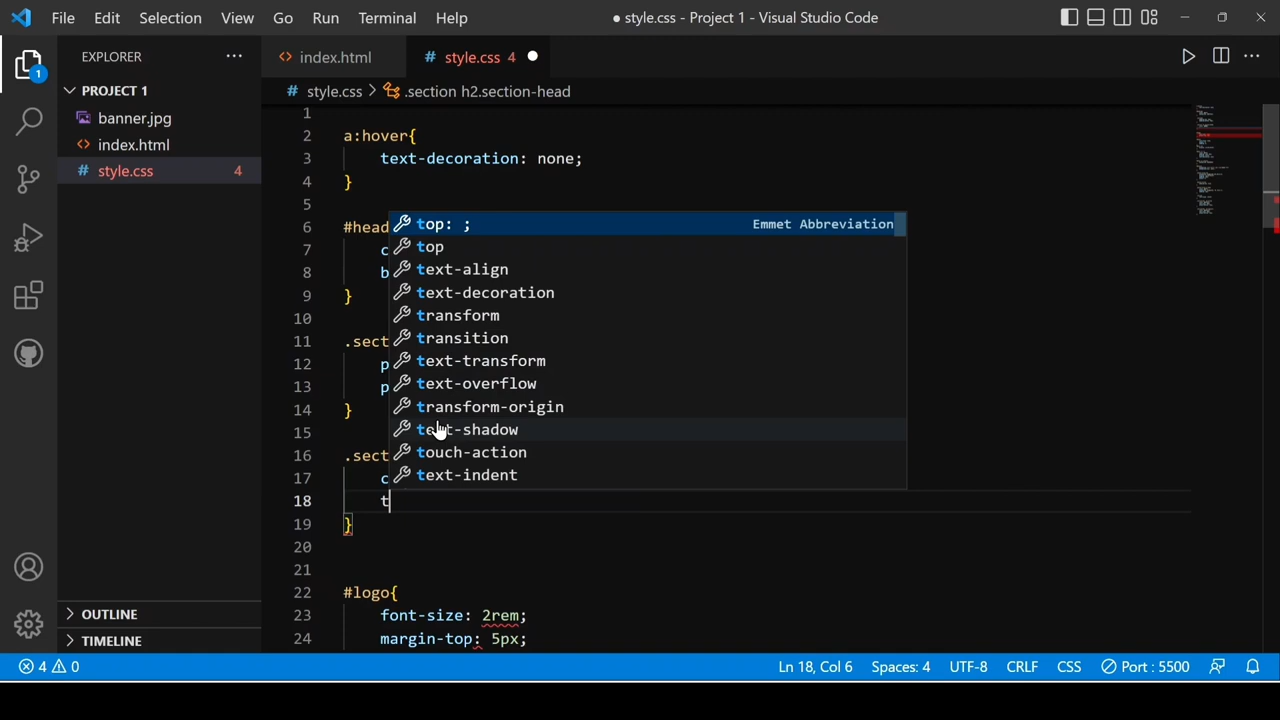 File Edit Selection View Go Run Terminal Help
● style.css - Project 1 - Visual Studio Code
EXPLORER
index.html
# style.css 4
1
PROJECT 1
# style.css > .section h2.section-head
banner.jpg
index.html
# style.css 4
1
2 a:hover{
3 text-decoration: none;
4 }
5
6 #head
7 c
8 b
9 }
10
11 .sect
12 p
13 p
14 }
15
16 .sect
17 c
18 t
19 }
20
21
22 #logo{
23 font-size: 2rem;
24 margin-top: 5px;
top: ; Emmet Abbreviation
top
text-align
text-decoration
transform
transition
text-transform
text-overflow
transform-origin
text-shadow
touch-action
text-indent
OUTLINE
TIMELINE
4 0
Ln 18, Col 6 Spaces: 4 UTF-8 CRLF CSS Port : 5500